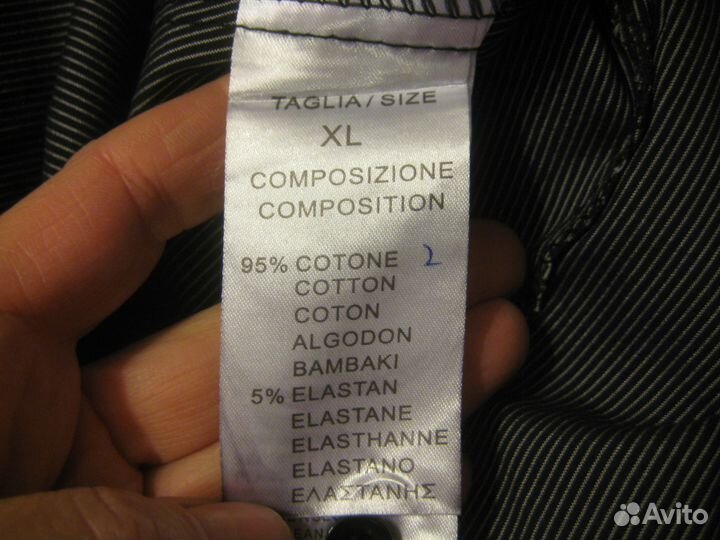 TAGLIA / SIZE
XL
COMPOSIZIONE
COMPOSITION
95% COTONE 2
COTTON
COTON
ALGODON
BAMBAKI
5% ELASTAN
ELASTANE
ELASTHANNE
ELASTANO
ΕΛΑΣΤΑΝΗΣ
Avito